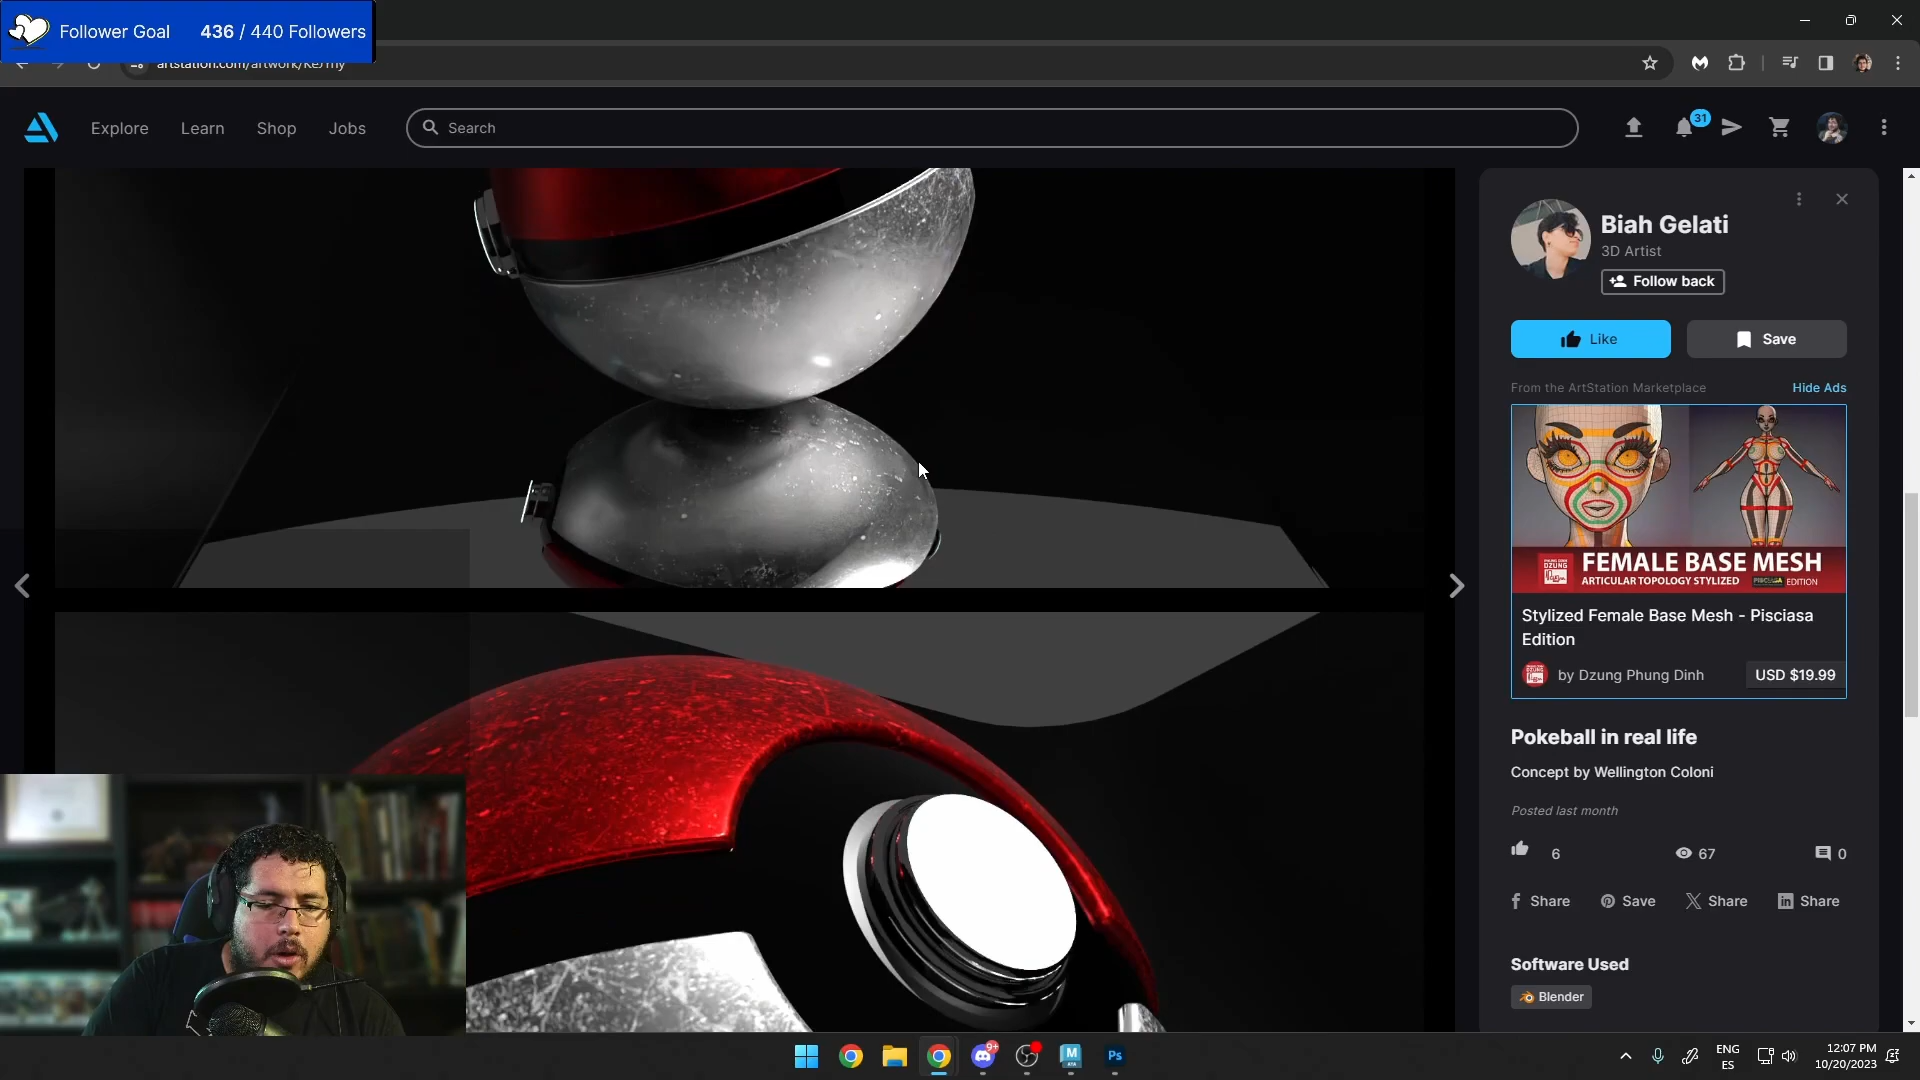 Follower Goal 436 / 440 Followers
Explore Learn Shop Jobs Search 31
Biah Gelati
3D Artist
Follow back
Like Save
From the ArtStation Marketplace Hide Ads
FEMALE BASE MESH
ARTICULAR TOPOLOGY STYLIZED PISCIASA EDITION
Stylized Female Base Mesh - Pisciasa
Edition
by Dzung Phung Dinh USD $19.99
Pokeball in real life
Concept by Wellington Coloni
Posted last month
6 67 0
Share Save Share Share
Software Used
Blender
9+ M Ps
ENG
ES
12:07 PM
10/20/2023